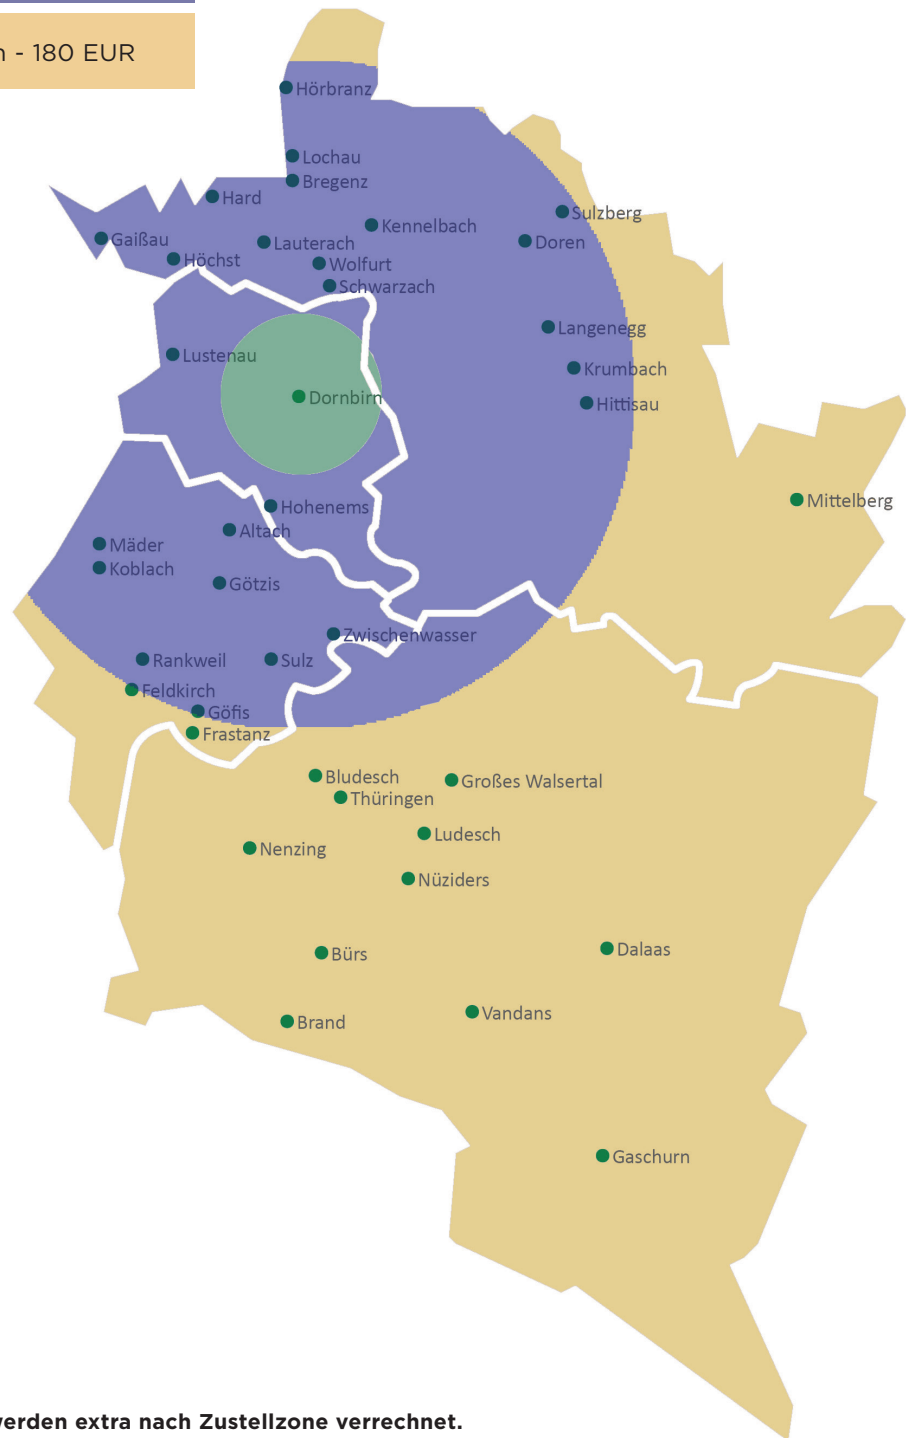 - 180 EUR
Hörbranz
Lochau
Bregenz
Hard
Sulzberg
Kennelbach
Gaißau
Lauterach
Doren
Höchst
Wolfurt
Schwarzach
Langenegg
Lustenau
Krumbach
Dornbirn
Hittisau
Mittelberg
Hohenems
Altach
Mäder
Koblach
Götzis
Zwischenwasser
Rankweil
Sulz
Feldkirch
Göfis
Frastanz
Bludesch
Großes Walsertal
Thüringen
Ludesch
Nenzing
Nüziders
Dalaas
Bürs
Vandans
Brand
Gaschurn
werden extra nach Zustellzone verrechnet.